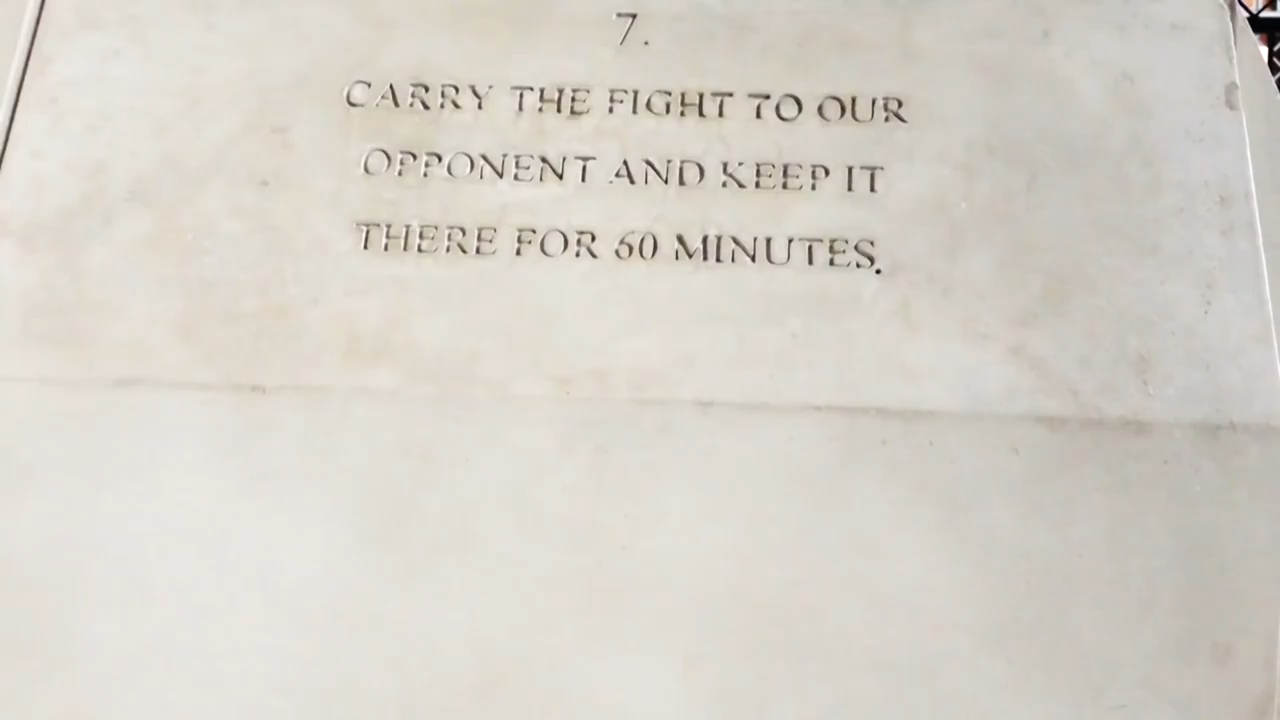 7.
CARRY THE FIGHT TO OUR
OPPONENT AND KEEP IT
THERE FOR 60 MINUTES.